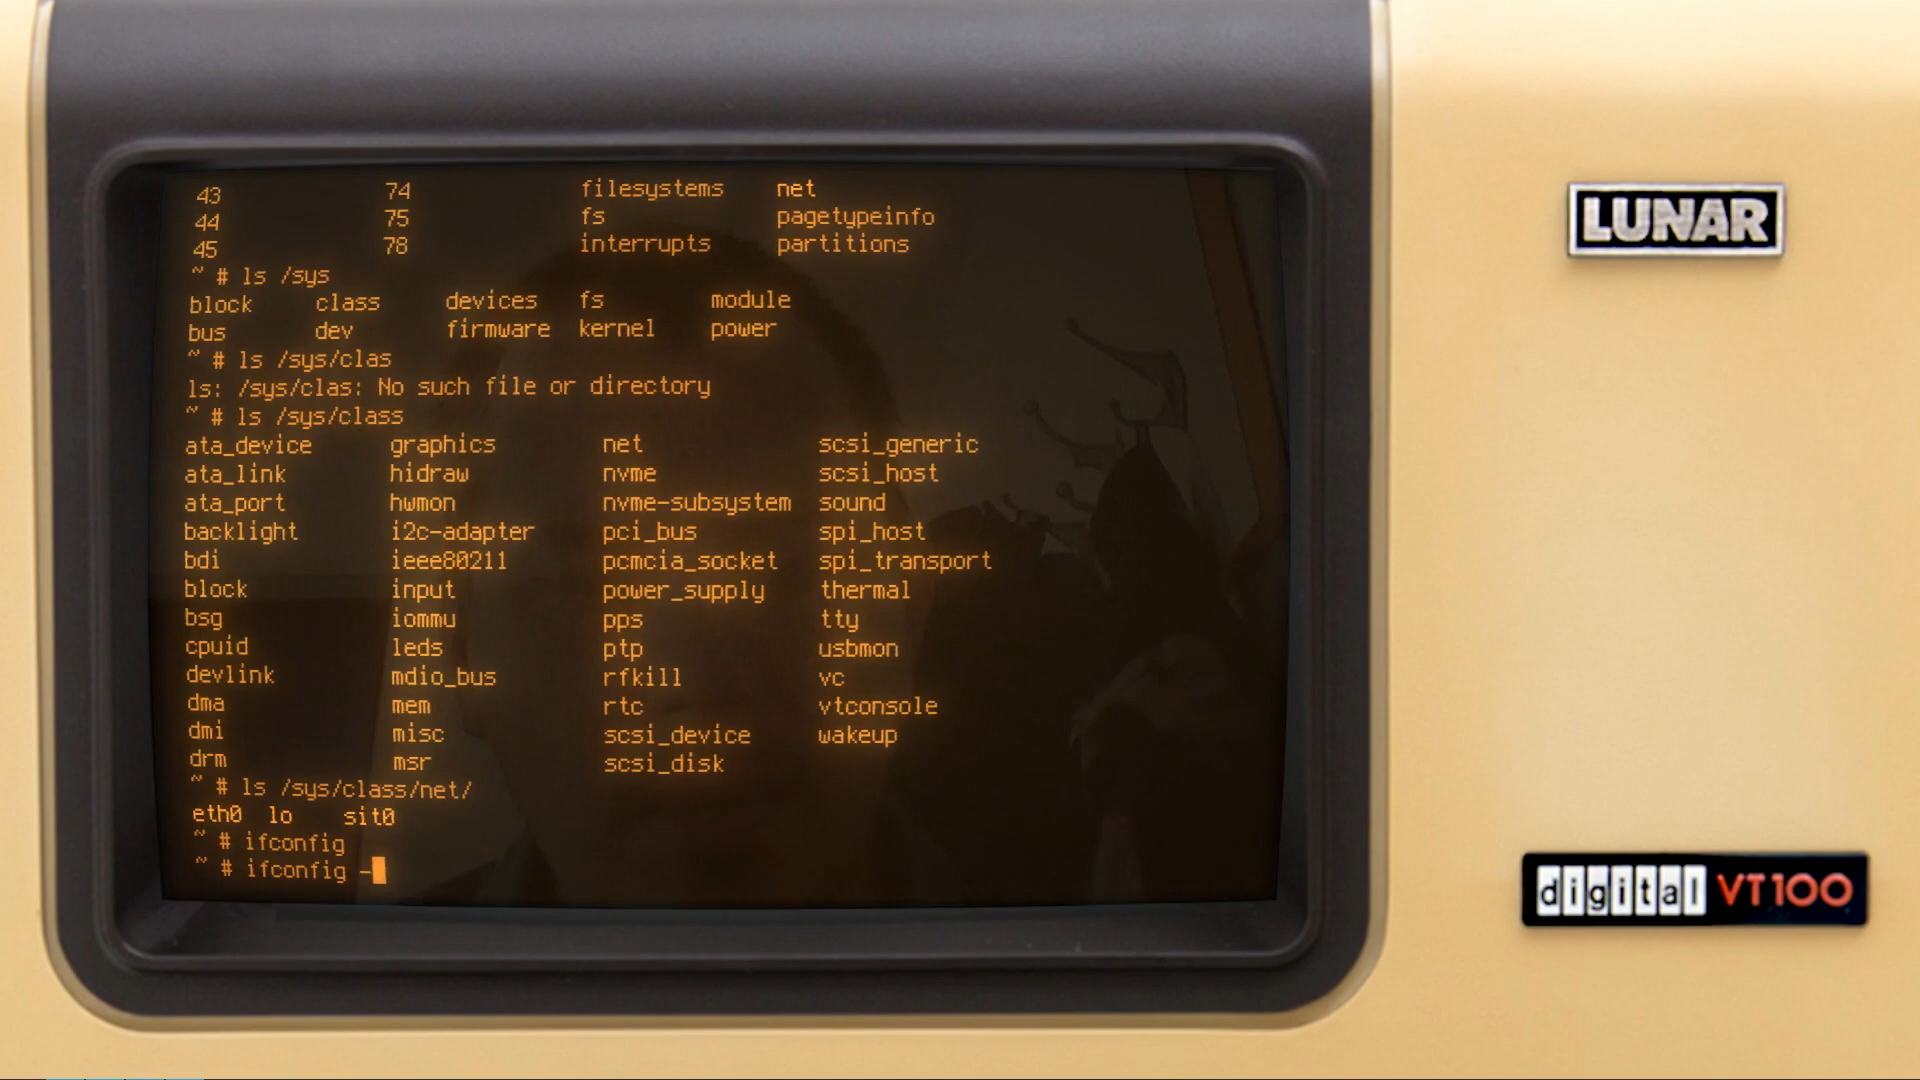 43 74 filesystems net
44 75 fs pagetypeinfo
45 78 interrupts partitions
~ # ls /sys
block class devices fs module
bus dev firmware kernel power
~ # ls /sys/clas
ls: /sys/clas: No such file or directory
~ # ls /sys/class
ata_device graphics net scsi_generic
ata_link hidraw nvme scsi_host
ata_port hwmon nvme-subsystem sound
backlight i2c-adapter pci_bus spi_host
bdi ieee80211 pcmcia_socket spi_transport
block input power_supply thermal
bsg iommu pps tty
cpuid leds ptp usbmon
devlink mdio_bus rfkill vc
dma mem rtc vtconsole
dmi misc scsi_device wakeup
drm msr scsi_disk
~ # ls /sys/class/net/
eth0 lo sit0
~ # ifconfig
~ # ifconfig -
LUNAR
digital VT100